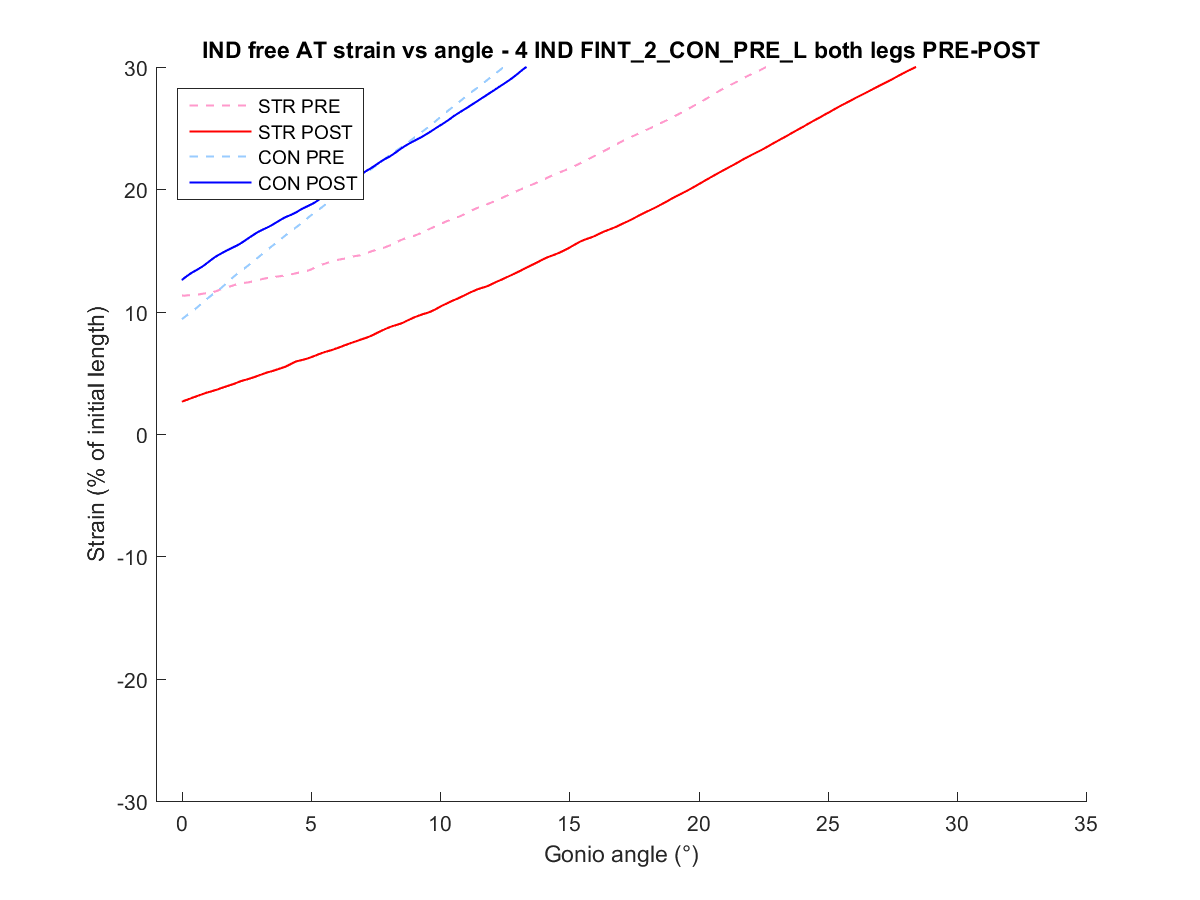 IND free AT strain vs angle - 4 IND FINT_2_CON_PRE_L both legs PRE-POST
30
20
10
0
-10
-20
-30
Strain (% of initial length)
STR PRE
STR POST
CON PRE
CON POST
0 5 10 15 20 25 30 35
Gonio angle (°)